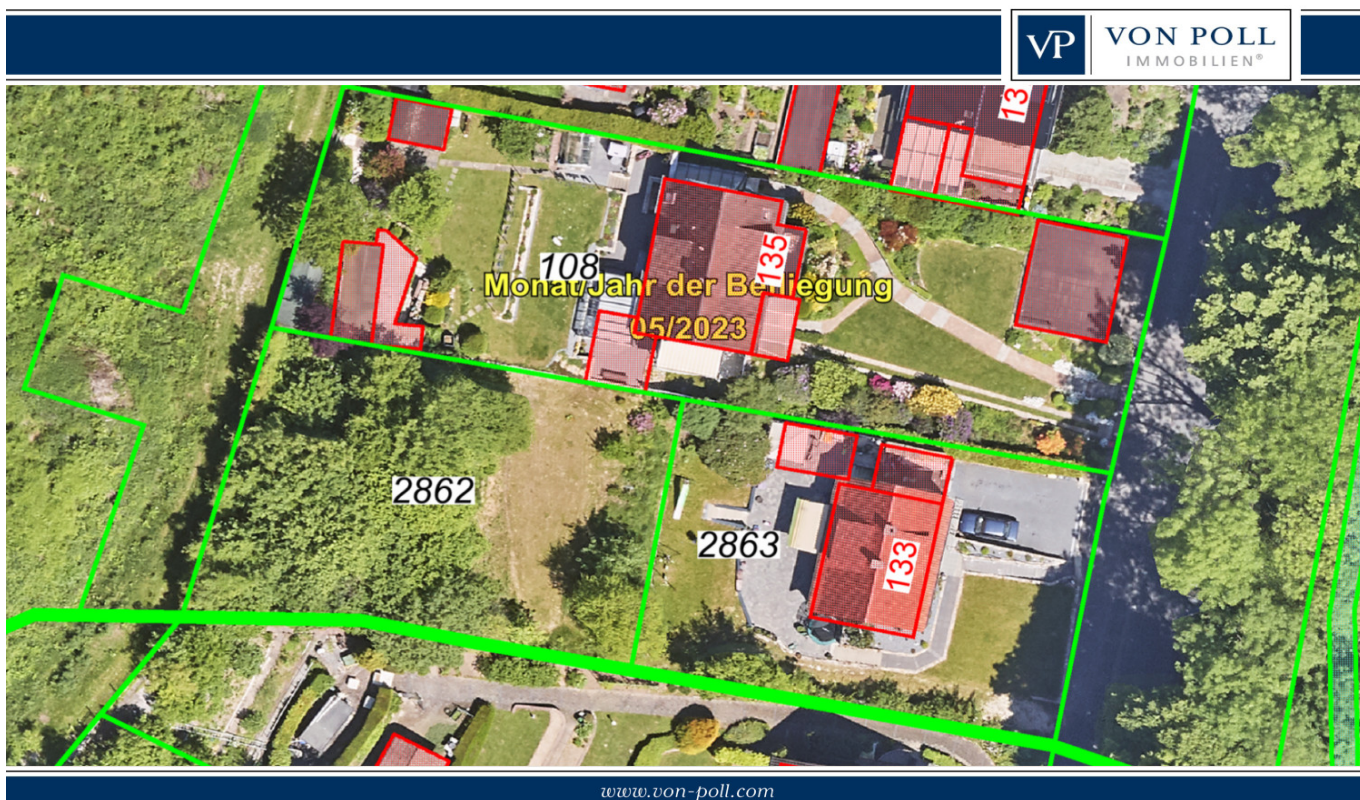 VP VON POLL
IMMOBILIEN®
13
135
108
Monat/Jahr der Befliegung
05/2023
2862
2863
133
www.von-poll.com